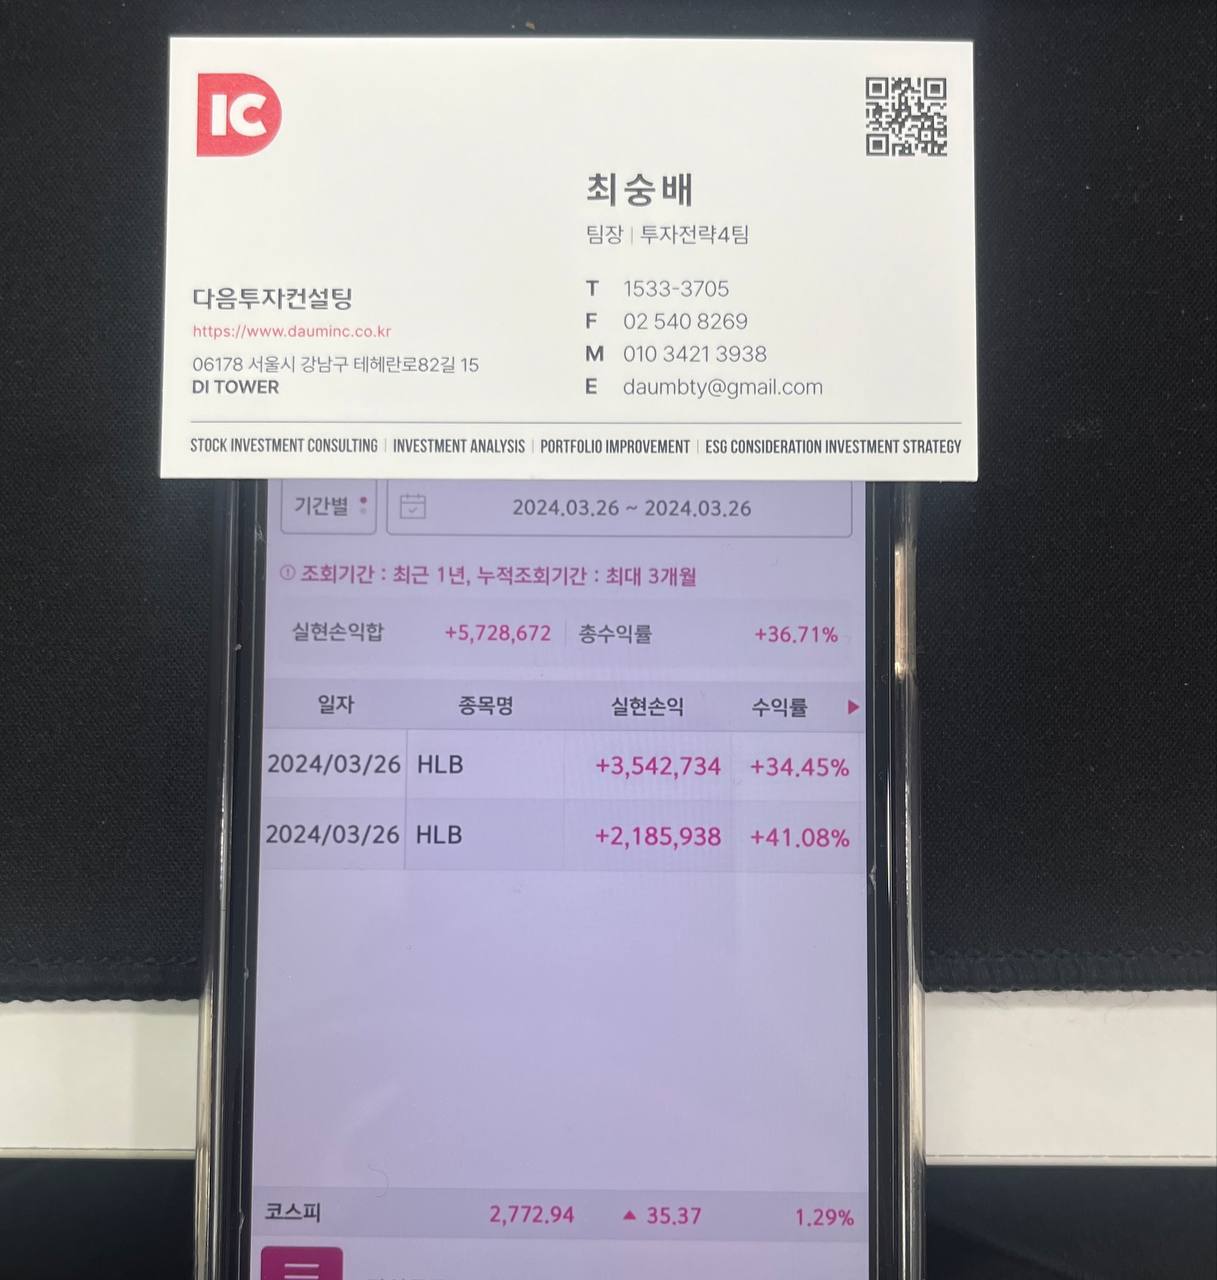 IC
최숭배
팀장 | 투자전략4팀
다음투자컨설팅
https://www.dauminc.co.kr
06178 서울시 강남구 테헤란로82길 15
DI TOWER
T 1533-3705
F 02 540 8269
M 010 3421 3938
E daumbty@gmail.com
STOCK INVESTMENT CONSULTING | INVESTMENT ANALYSIS | PORTFOLIO IMPROVEMENT | ESG CONSIDERATION INVESTMENT STRATEGY
기간별 2024.03.26 ~ 2024.03.26
조회기간 : 최근 1년, 누적조회기간 : 최대 3개월
실현손익합 +5,728,672 총수익률 +36.71%
일자 종목명 실현손익 수익률
2024/03/26 HLB +3,542,734 +34.45%
2024/03/26 HLB +2,185,938 +41.08%
코스피 2,772.94 ▲ 35.37 1.29%